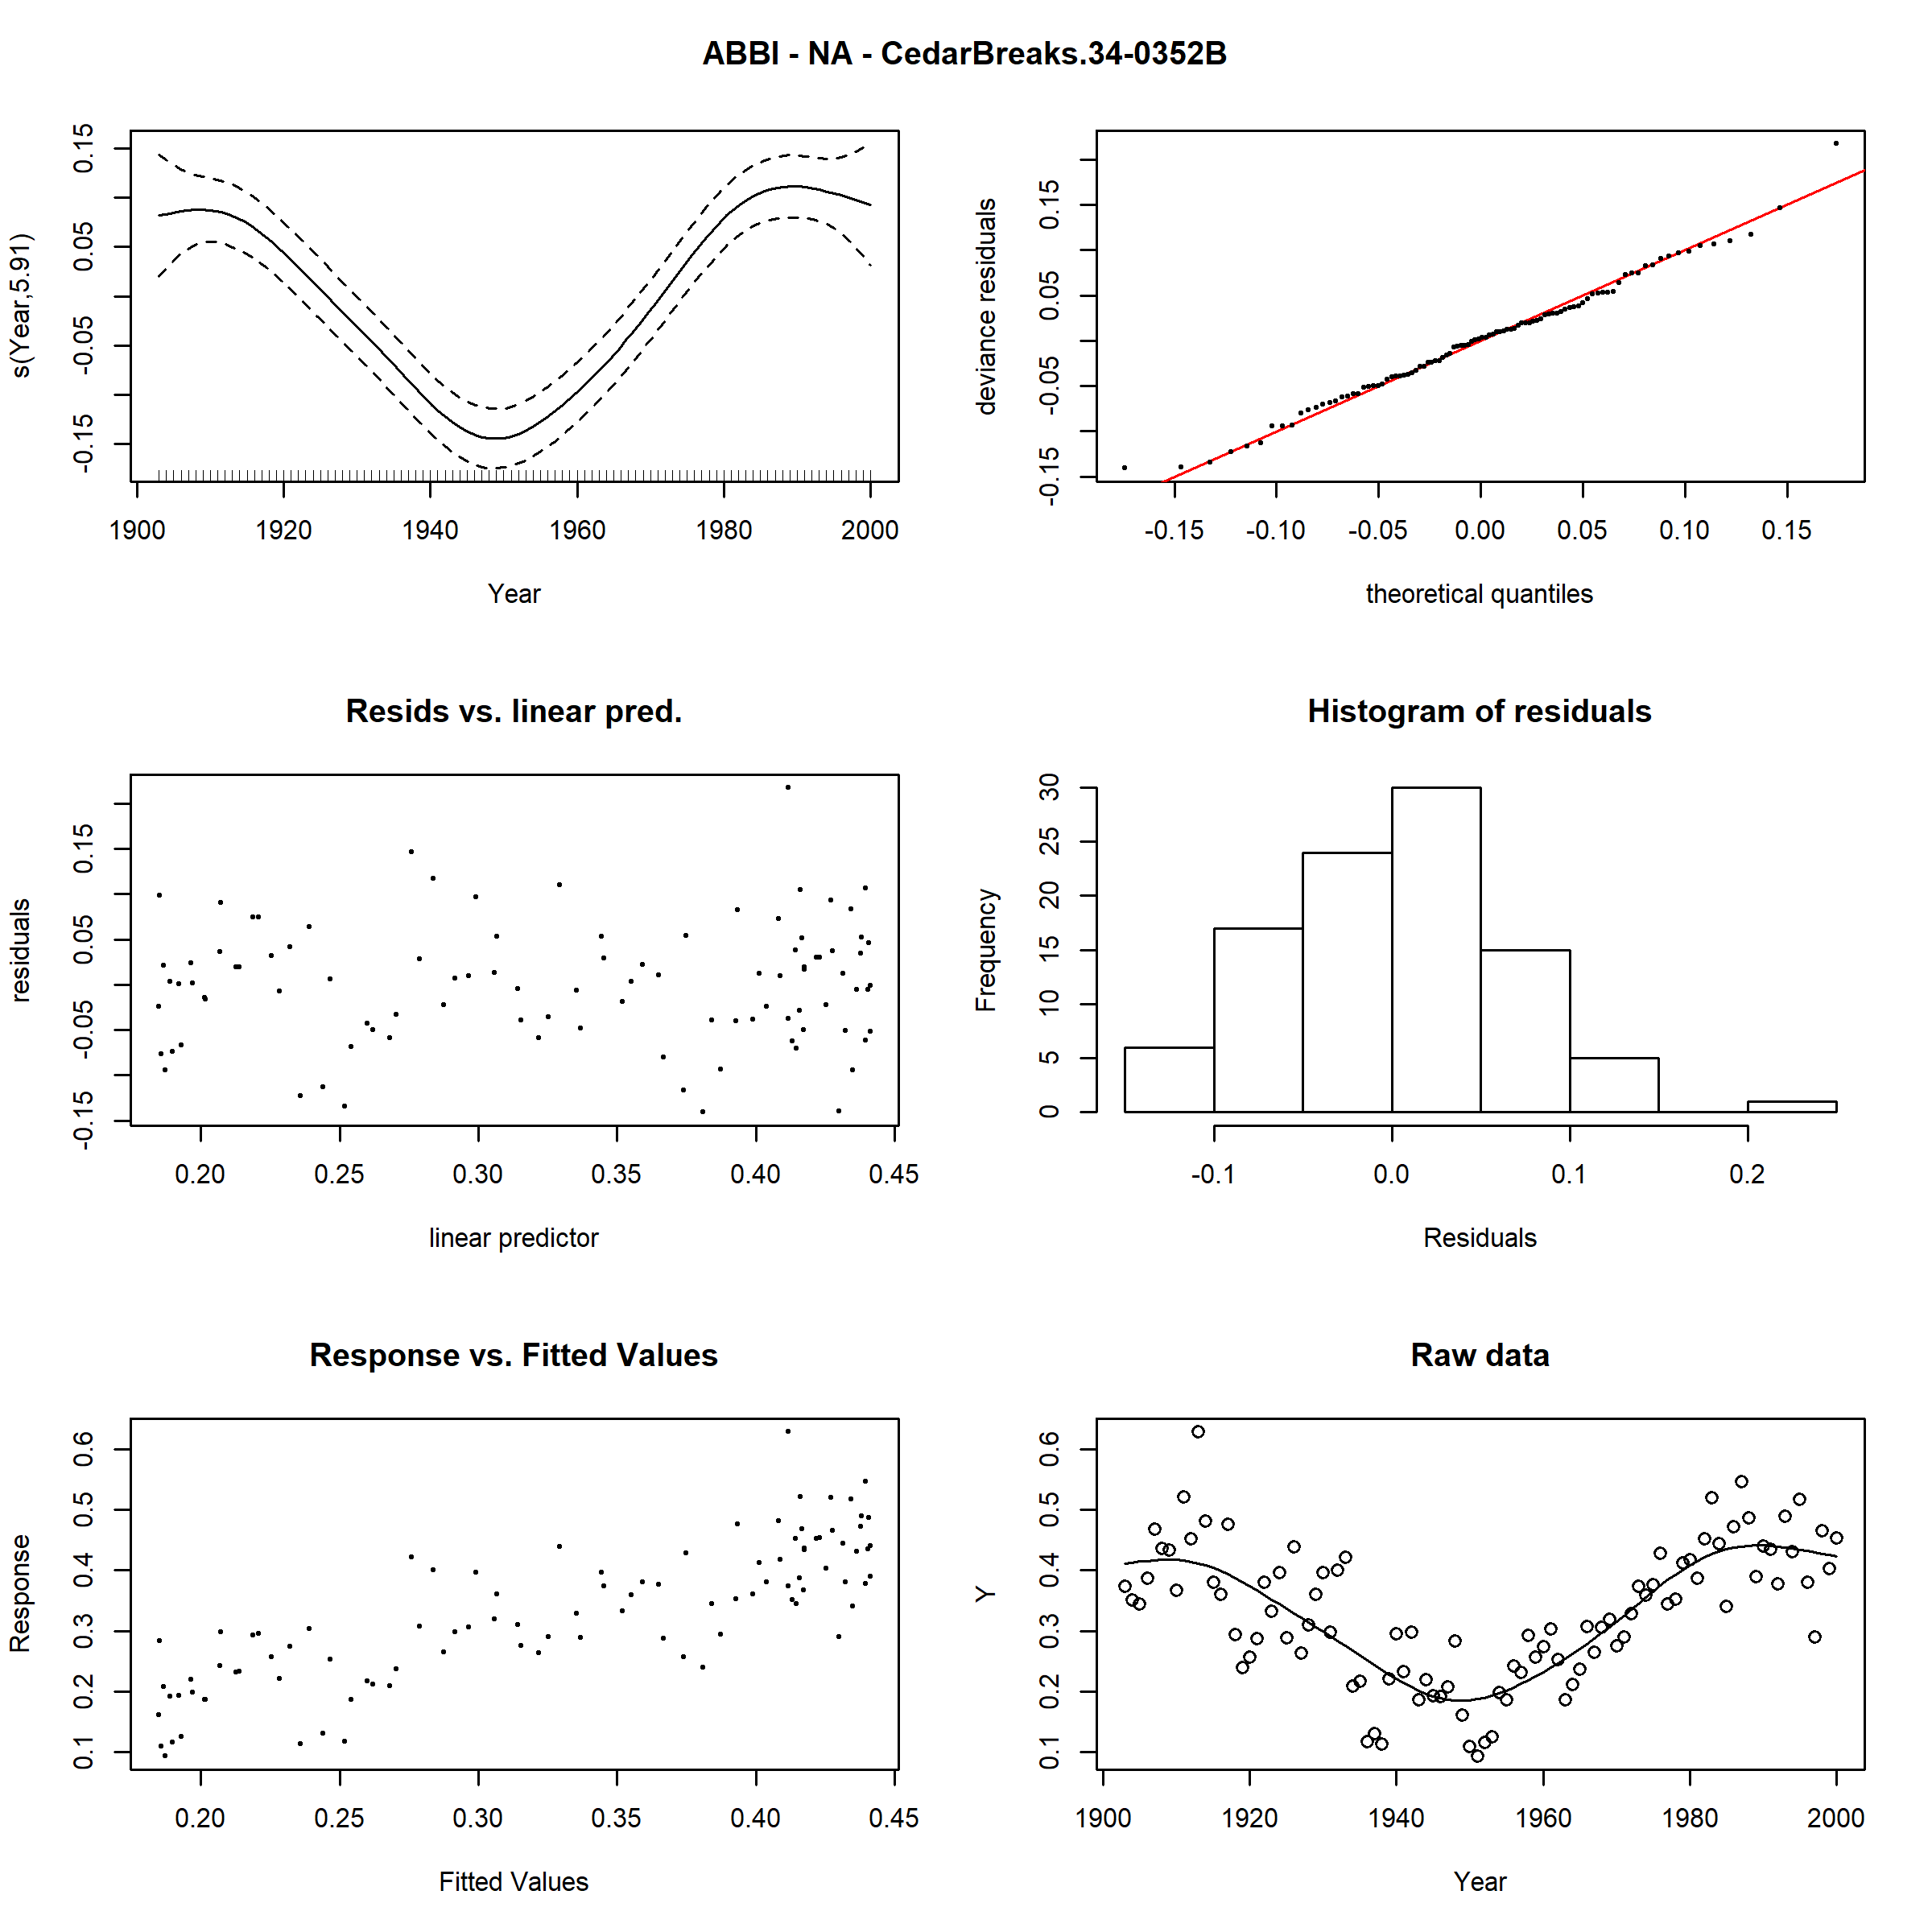 ABBI - NA - CedarBreaks.34-0352B
s(Year,5.91)
-0.15 -0.05 0.05 0.15
1900 1920 1940 1960 1980 2000
Year
deviance residuals
-0.15 -0.05 0.05 0.15
-0.15 -0.10 -0.05 0.00 0.05 0.10 0.15
theoretical quantiles
Resids vs. linear pred.
residuals
-0.15 -0.05 0.05 0.15
0.20 0.25 0.30 0.35 0.40 0.45
linear predictor
Histogram of residuals
Frequency
0 5 10 15 20 25 30
-0.1 0.0 0.1 0.2
Residuals
Response vs. Fitted Values
Response
0.1 0.2 0.3 0.4 0.5 0.6
0.20 0.25 0.30 0.35 0.40 0.45
Fitted Values
Raw data
Y
0.1 0.2 0.3 0.4 0.5 0.6
1900 1920 1940 1960 1980 2000
Year